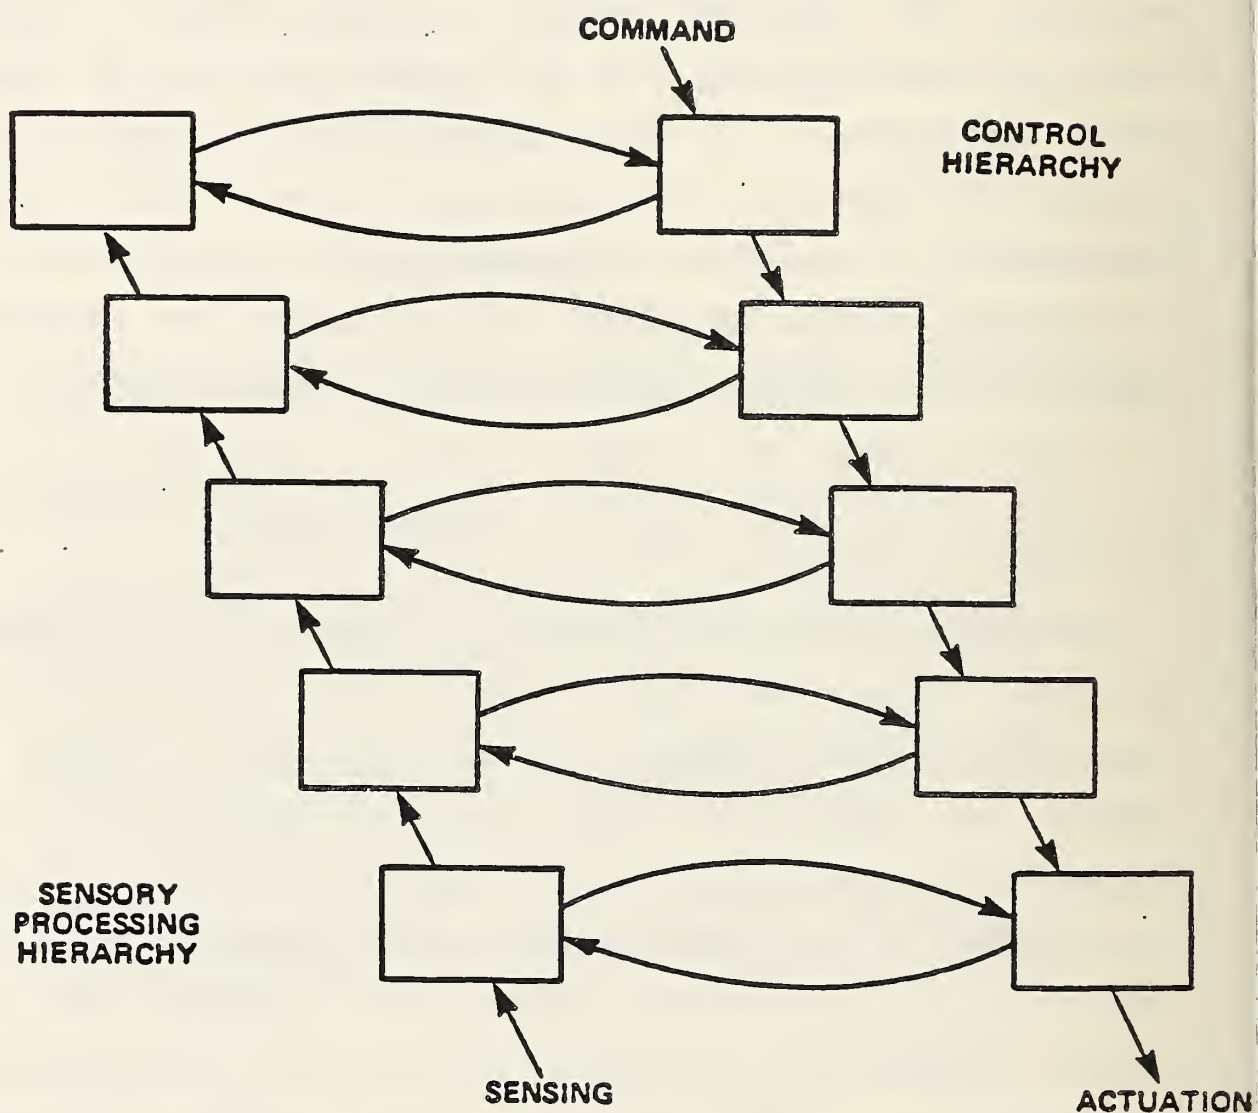 COMMAND
CONTROL
HIERARCHY
SENSORY
PROCESSING
HIERARCHY
SENSING
ACTUATION